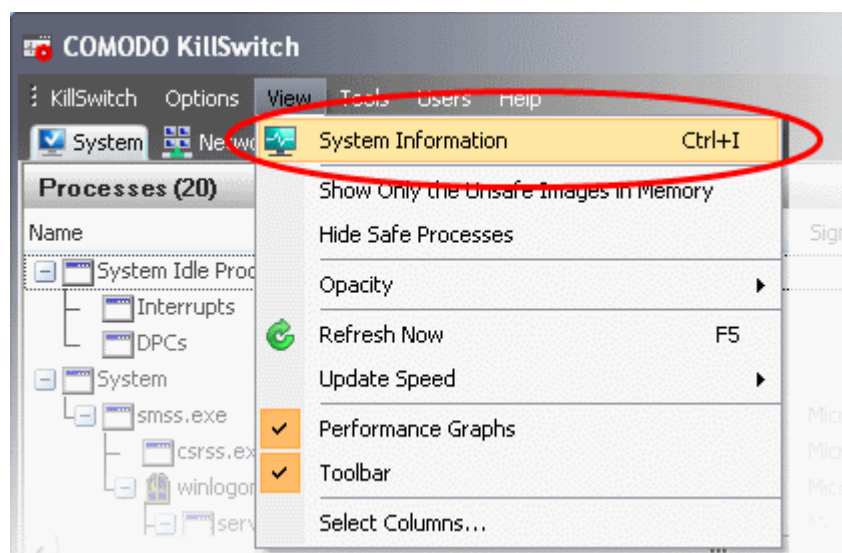 COMODO KillSwitch
KillSwitch Options View Tools Users Help
System
System Information Ctrl+I
Processes (20)
Show Only the Unsafe Images in Memory
Name
Hide Safe Processes
System Idle
Opacity
Interrupts
DPCs
Refresh Now F5
System
Update Speed
smss.exe
Performance Graphs
Toolbar
Select Columns...